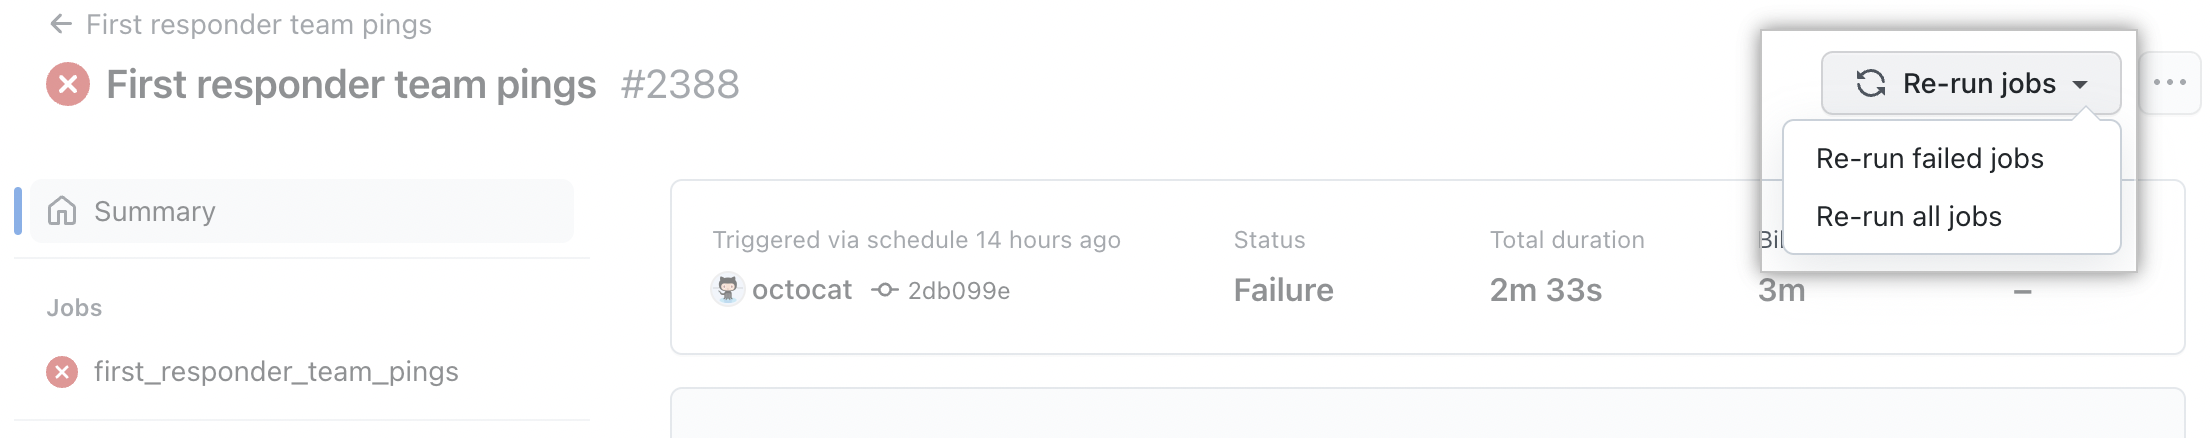 First responder team pings
First responder team pings #2388
Re-run jobs
Re-run failed jobs
Re-run all jobs
Summary
Jobs
first_responder_team_pings
Triggered via schedule 14 hours ago
octocat 2db099e
Status
Failure
Total duration
2m 33s
Bil
3m
–